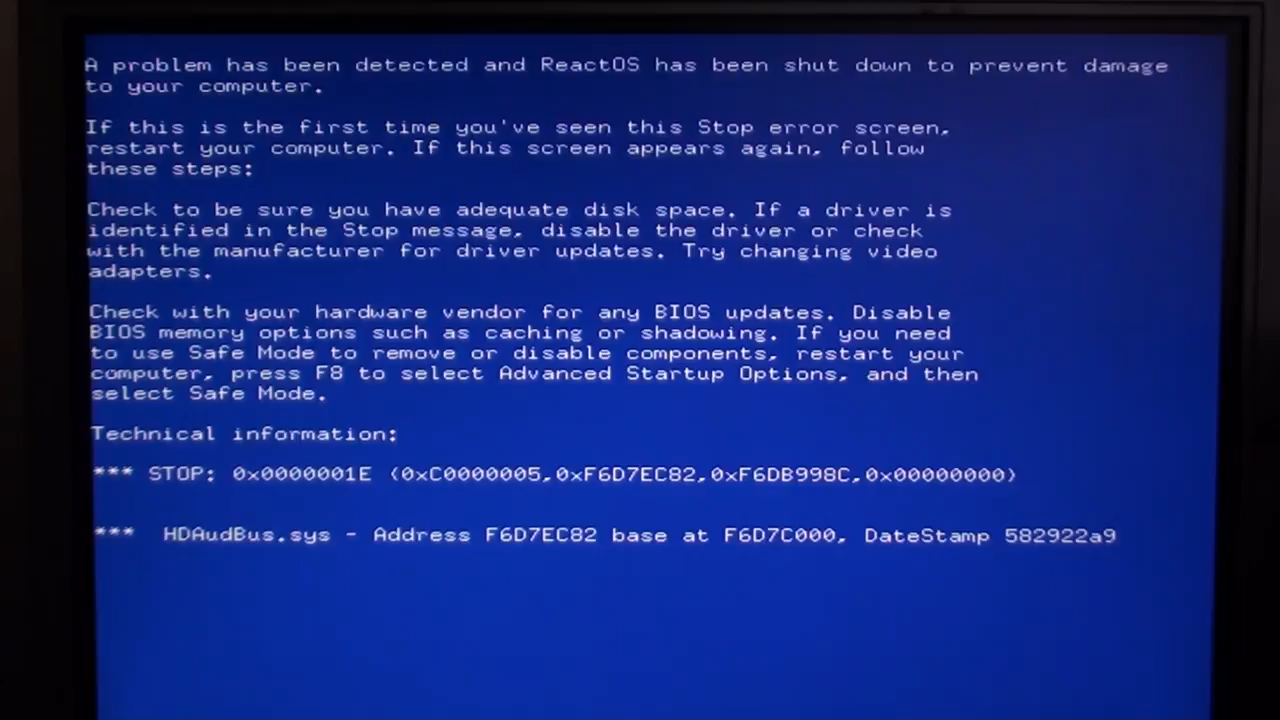 A problem has been detected and ReactOS has been shut down to prevent damage
to your computer.
If this is the first time you've seen this Stop error screen,
restart your computer. If this screen appears again, follow
these steps:
Check to be sure you have adequate disk space. If a driver is
identified in the Stop message, disable the driver or check
with the manufacturer for driver updates. Try changing video
adapters.
Check with your hardware vendor for any BIOS updates. Disable
BIOS memory options such as caching or shadowing. If you need
to use Safe Mode to remove or disable components, restart your
computer, press F8 to select Advanced Startup Options, and then
select Safe Mode.
Technical information:
*** STOP: 0x0000001E (0xC0000005,0xF6D7EC82,0xF6DB998C,0x00000000)
*** HDAudBus.sys - Address F6D7EC82 base at F6D7C000, DateStamp 582922a9